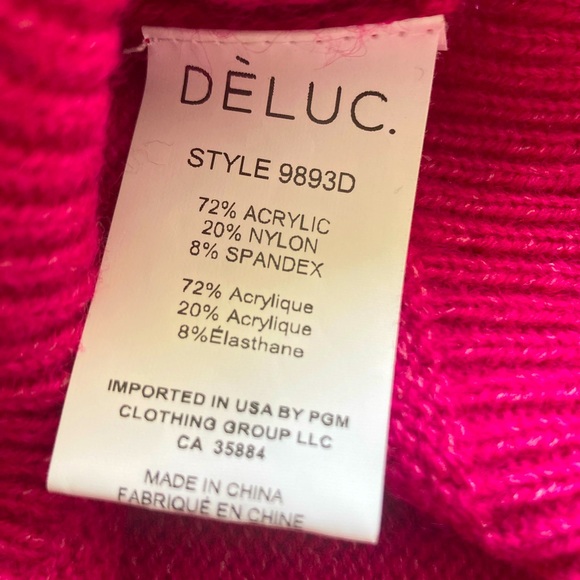 DÈLUC.
STYLE 9893D
72% ACRYLIC
20% NYLON
8% SPANDEX
72% Acrylique
20% Acrylique
8%Élasthane
IMPORTED IN USA BY PGM
CLOTHING GROUP LLC
CA 35884
MADE IN CHINA
FABRIQUÉ EN CHINE